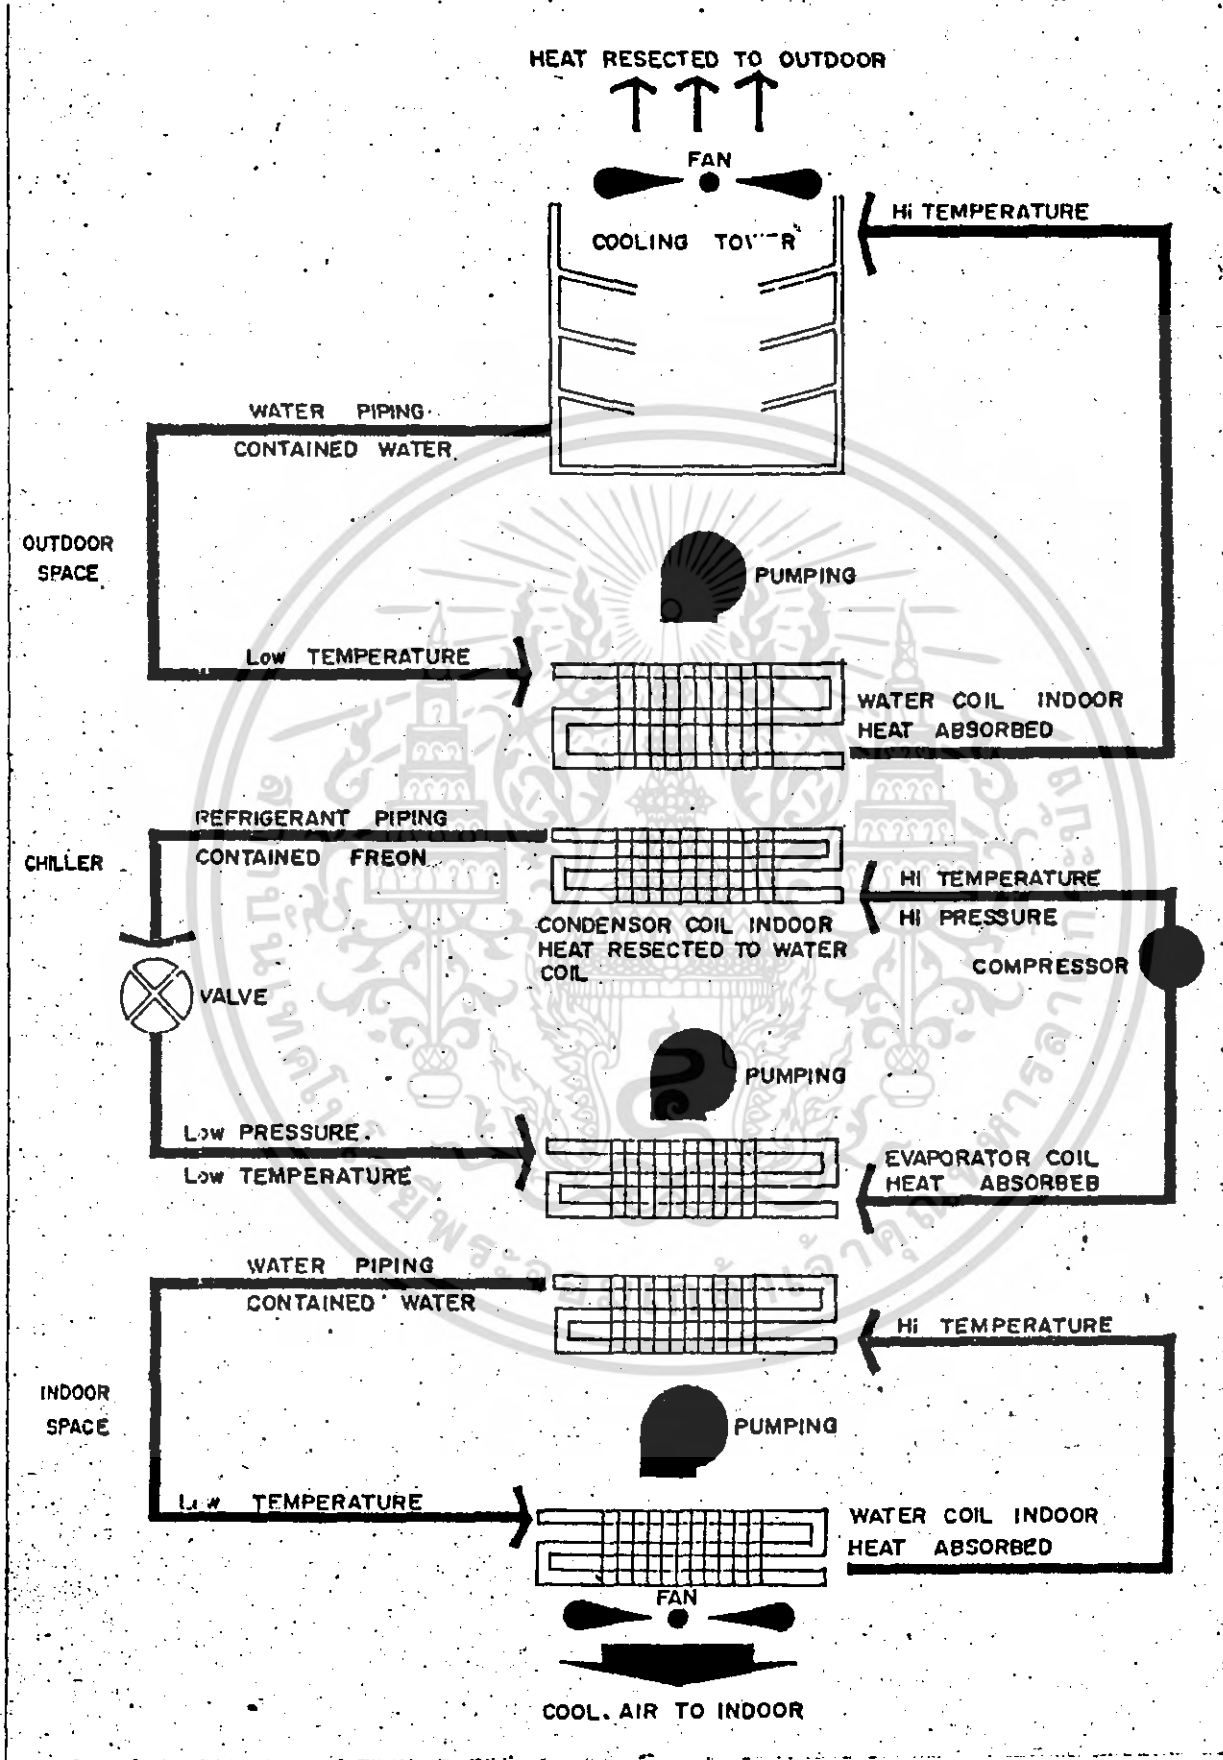 HEAT RESECTED TO OUTDOOR
FAN
Hi TEMPERATURE
COOLING TOWER
WATER PIPING
CONTAINED WATER
OUTDOOR
SPACE
PUMPING
Low TEMPERATURE
WATER COIL INDOOR
HEAT ABSORBED
REFRIGERANT PIPING
CONTAINED FREON
CHILLER
HI TEMPERATURE
HI PRESSURE
CONDENSOR COIL INDOOR
HEAT RESECTED TO WATER
COIL
COMPRESSOR
VALVE
PUMPING
Low PRESSURE.
Low TEMPERATURE
EVAPORATOR COIL
HEAT ABSORBEB
WATER PIPING
CONTAINED WATER
Hi TEMPERATURE
INDOOR
SPACE
PUMPING
Low TEMPERATURE
WATER COIL INDOOR
HEAT ABSORBED
FAN
COOL. AIR TO INDOOR